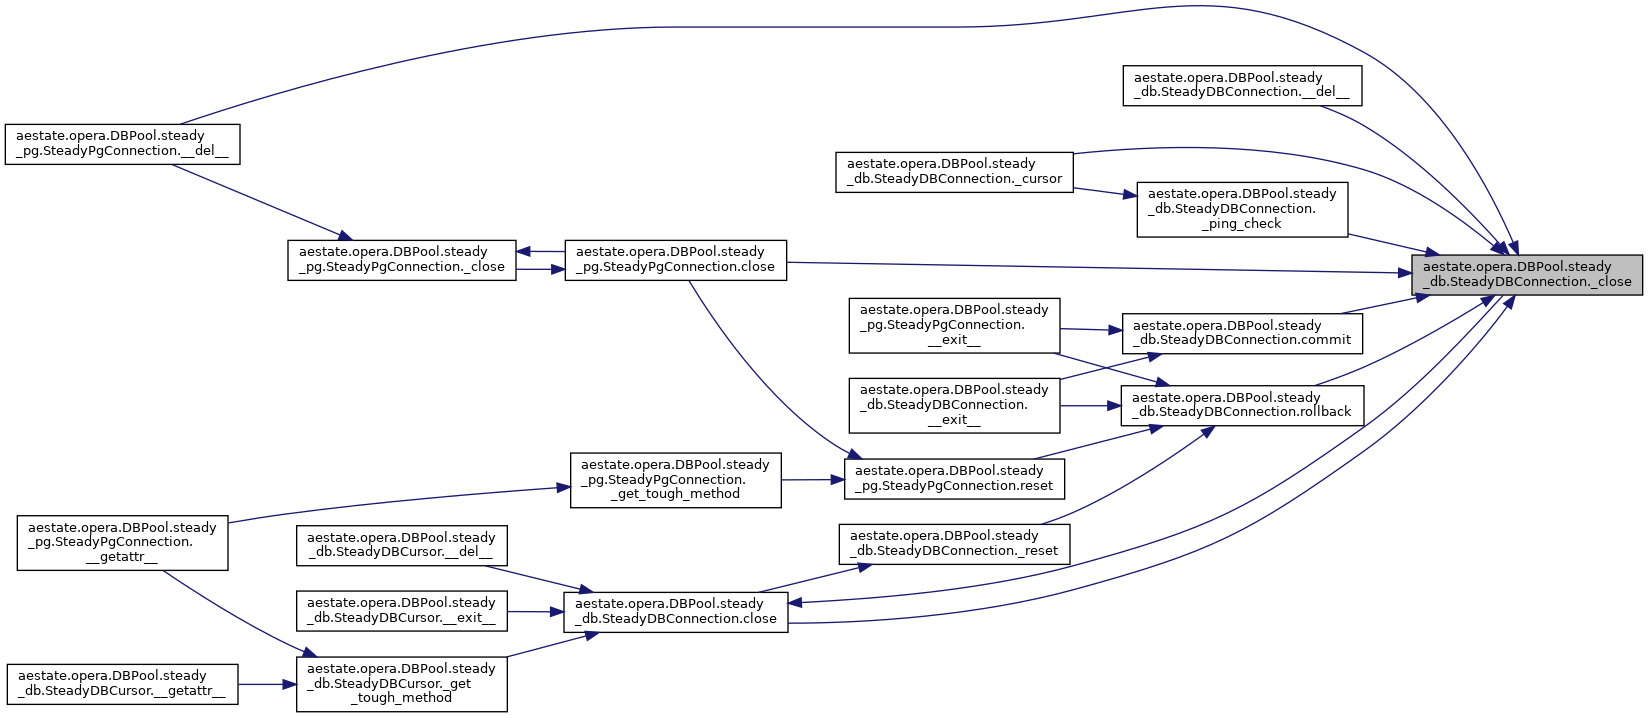 aestate.opera.DBPool.steady
_db.SteadyDBConnection.__del__
aestate.opera.DBPool.steady
_pg.SteadyPgConnection.__del__
aestate.opera.DBPool.steady
_db.SteadyDBConnection._cursor
aestate.opera.DBPool.steady
_db.SteadyDBConnection.
_ping_check
aestate.opera.DBPool.steady
_pg.SteadyPgConnection._close
aestate.opera.DBPool.steady
_pg.SteadyPgConnection.close
aestate.opera.DBPool.steady
_db.SteadyDBConnection._close
aestate.opera.DBPool.steady
_pg.SteadyPgConnection.
__exit__
aestate.opera.DBPool.steady
_db.SteadyDBConnection.commit
aestate.opera.DBPool.steady
_db.SteadyDBConnection.
__exit__
aestate.opera.DBPool.steady
_db.SteadyDBConnection.rollback
aestate.opera.DBPool.steady
_pg.SteadyPgConnection.
_get_tough_method
aestate.opera.DBPool.steady
_pg.SteadyPgConnection.reset
aestate.opera.DBPool.steady
_pg.SteadyPgConnection.
__getattr__
aestate.opera.DBPool.steady
_db.SteadyDBCursor.__del__
aestate.opera.DBPool.steady
_db.SteadyDBConnection._reset
aestate.opera.DBPool.steady
_db.SteadyDBCursor.__exit__
aestate.opera.DBPool.steady
_db.SteadyDBConnection.close
aestate.opera.DBPool.steady
_db.SteadyDBCursor.__getattr__
aestate.opera.DBPool.steady
_db.SteadyDBCursor._get
_tough_method